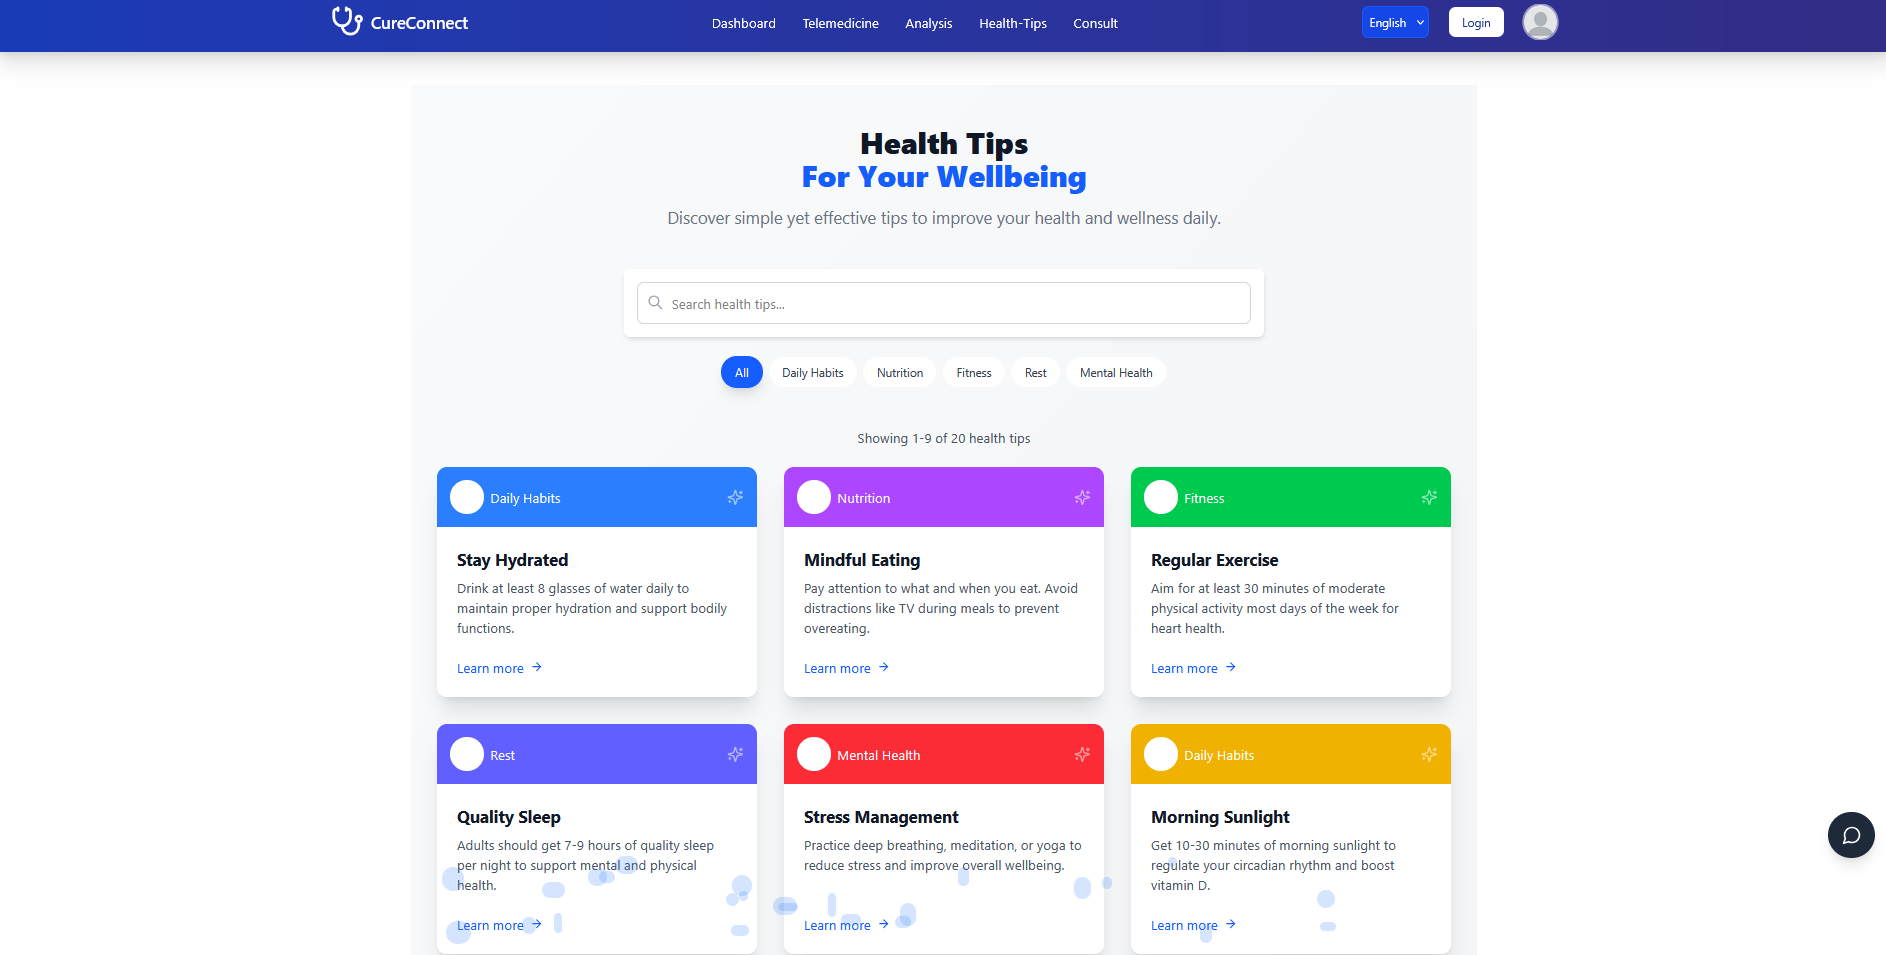 CureConnect
Dashboard Telemedicine Analysis Health-Tips Consult
English
Login
Health Tips
For Your Wellbeing
Discover simple yet effective tips to improve your health and wellness daily.
Search health tips...
All Daily Habits Nutrition Fitness Rest Mental Health
Showing 1-9 of 20 health tips
Daily Habits
Stay Hydrated
Drink at least 8 glasses of water daily to
maintain proper hydration and support bodily
functions.
Learn more
Nutrition
Mindful Eating
Pay attention to what and when you eat. Avoid
distractions like TV during meals to prevent
overeating.
Learn more
Fitness
Regular Exercise
Aim for at least 30 minutes of moderate
physical activity most days of the week for
heart health.
Learn more
Rest
Quality Sleep
Adults should get 7-9 hours of quality sleep
per night to support mental and physical
health.
Learn more
Mental Health
Stress Management
Practice deep breathing, meditation, or yoga to
reduce stress and improve overall wellbeing.
Learn more
Daily Habits
Morning Sunlight
Get 10-30 minutes of morning sunlight to
regulate your circadian rhythm and boost
vitamin D.
Learn more